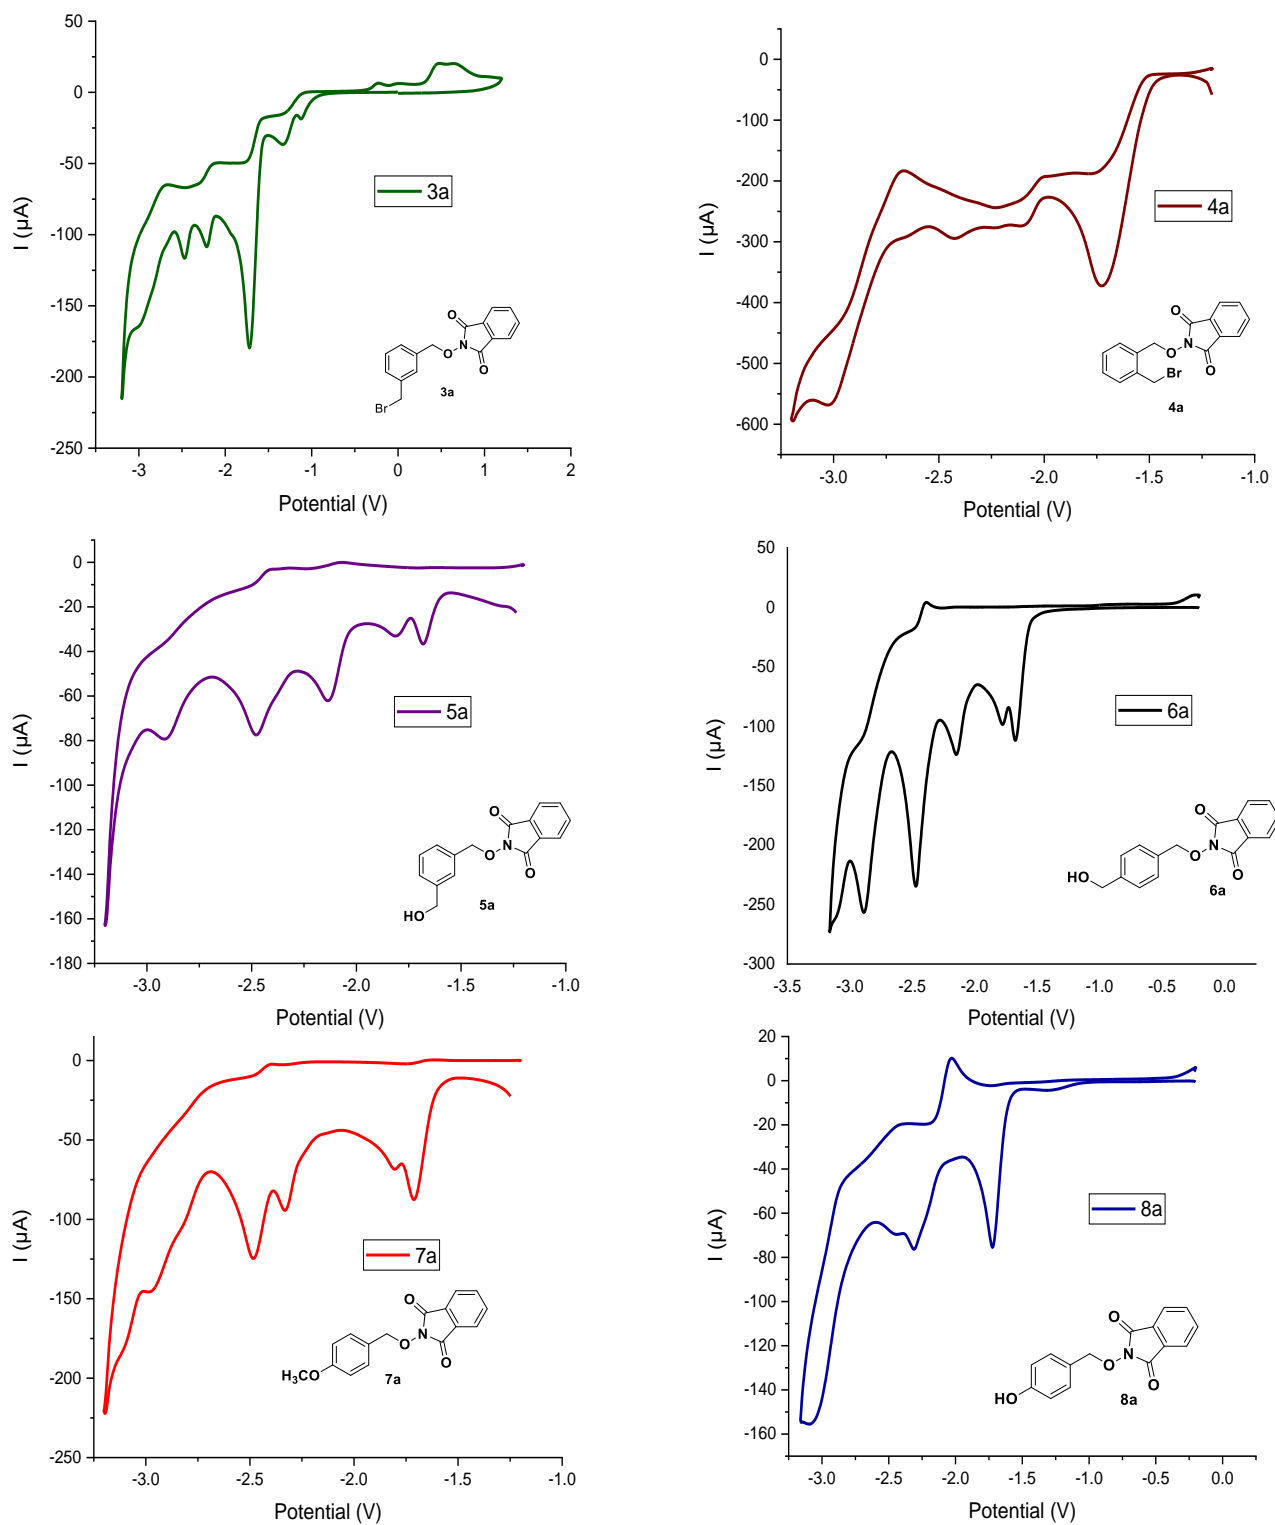 50
0
-50
-100
-150
-200
-250
I (µA)
-3
-2
-1
0
1
2
Potential (V)
3a
O
N
O
O
Br
3a
0
-100
-200
-300
-400
-500
-600
I (µA)
-3.0
-2.5
-2.0
-1.5
-1.0
Potential (V)
4a
O
N
O
O
Br
4a
0
-20
-40
-60
-80
-100
-120
-140
-160
-180
I (µA)
-3.0
-2.5
-2.0
-1.5
-1.0
Potential (V)
5a
O
N
O
O
HO
5a
50
0
-50
-100
-150
-200
-250
-300
I (µA)
-3.5
-3.0
-2.5
-2.0
-1.5
-1.0
-0.5
0.0
Potential (V)
6a
O
N
O
O
HO
6a
0
-50
-100
-150
-200
-250
I (µA)
-3.0
-2.5
-2.0
-1.5
-1.0
Potential (V)
7a
O
N
O
O
H3CO
7a
20
0
-20
-40
-60
-80
-100
-120
-140
-160
I (µA)
-3.0
-2.5
-2.0
-1.5
-1.0
-0.5
0.0
Potential (V)
8a
O
N
O
O
HO
8a